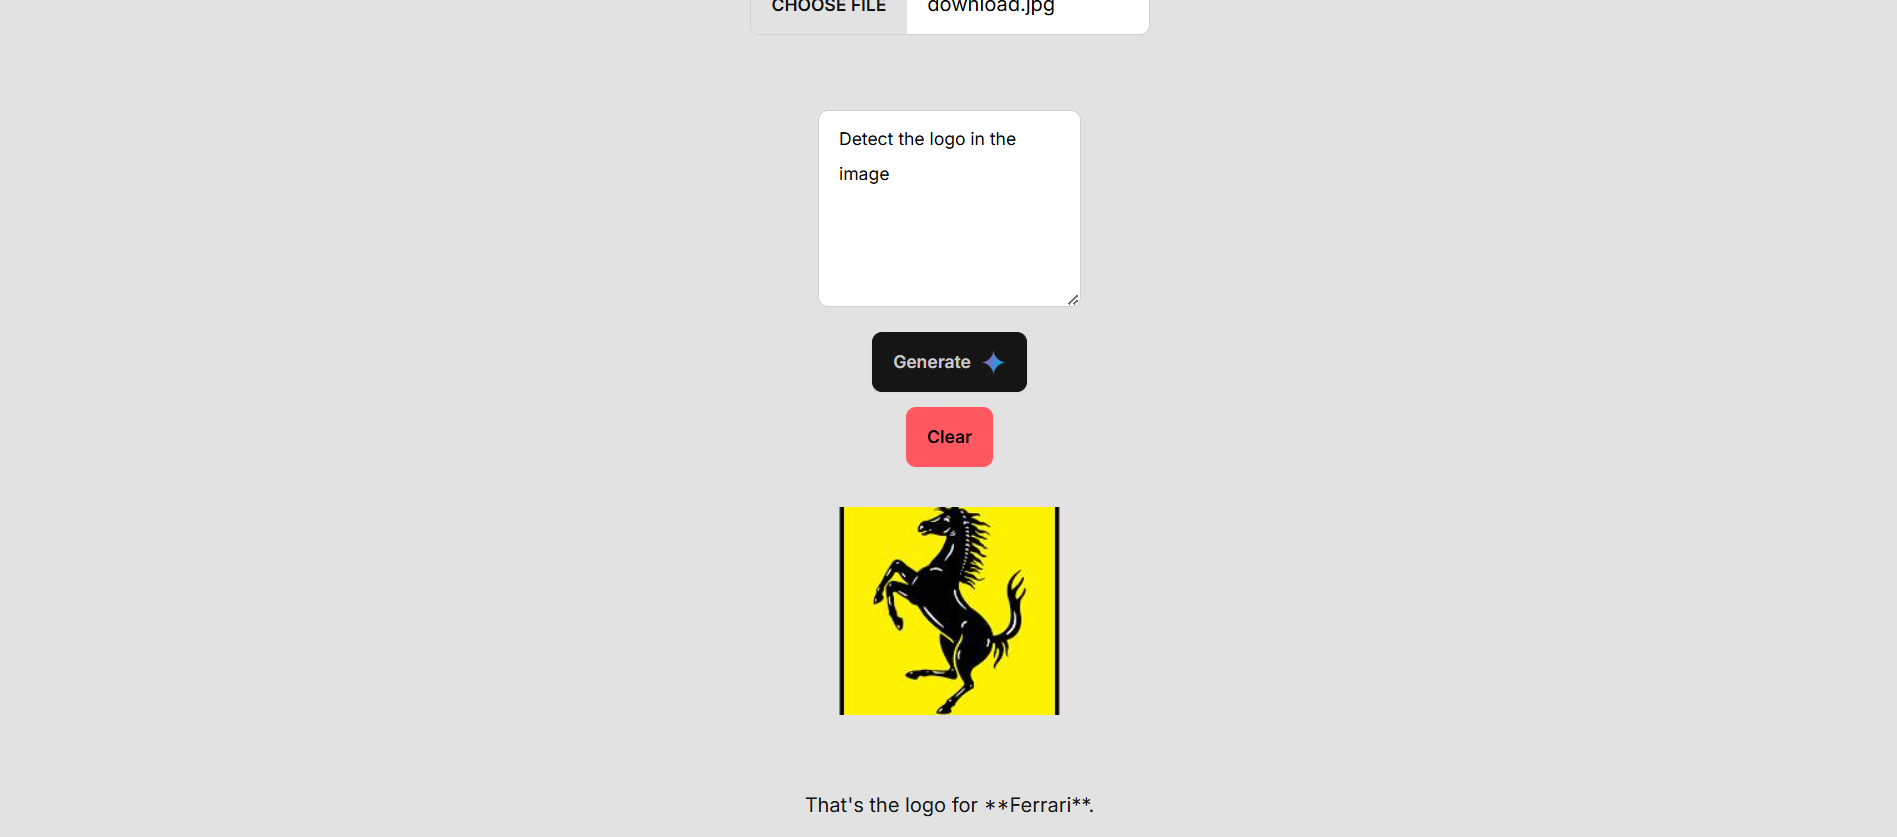 CHOOSE FILE download.jpg
Detect the logo in the
image
Generate
Clear
That's the logo for **Ferrari**.